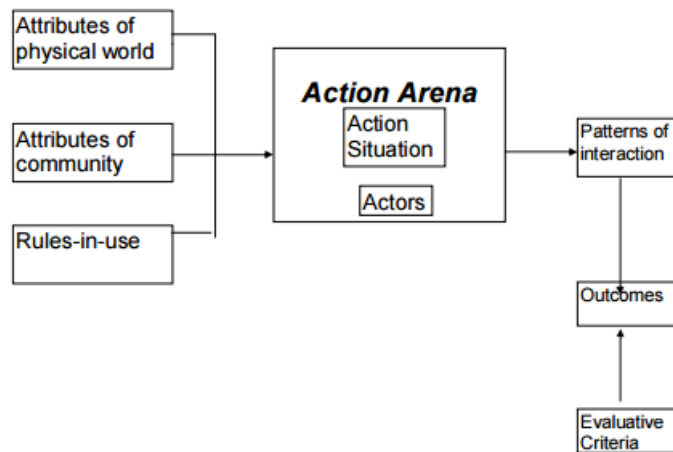 Attributes of
physical world
Action Arena
Action
Situation
Actors
Attributes of
community
Rules-in-use
Patterns of
interaction
Outcomes
Evaluative
Criteria